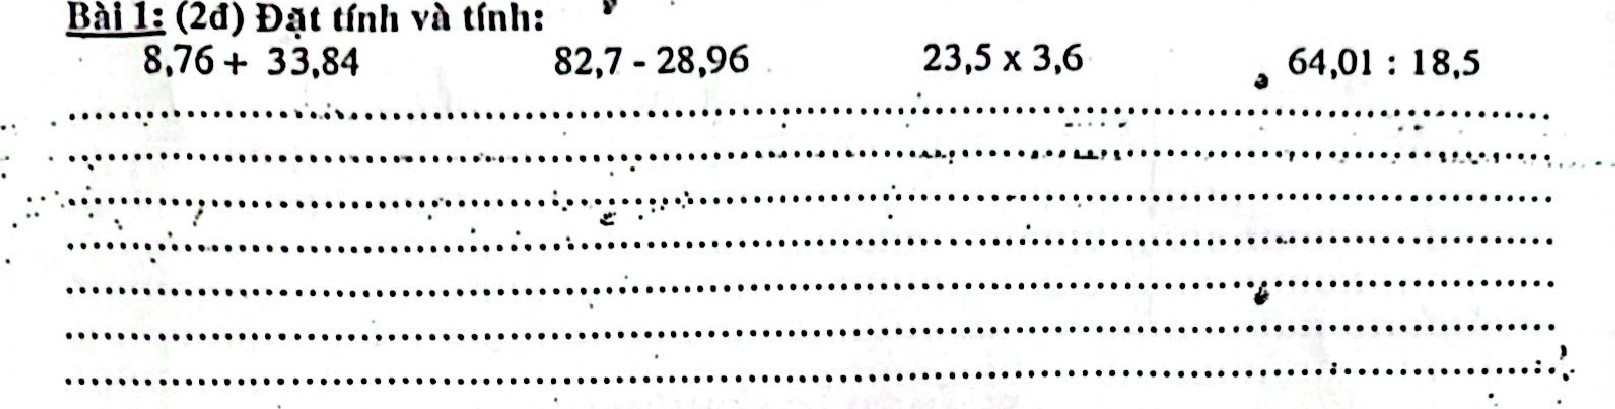 Bài 1: (2đ) Đặt tính và tính:
8,76 + 33,84 82,7 - 28,96 23,5 x 3,6 64,01 : 18,5